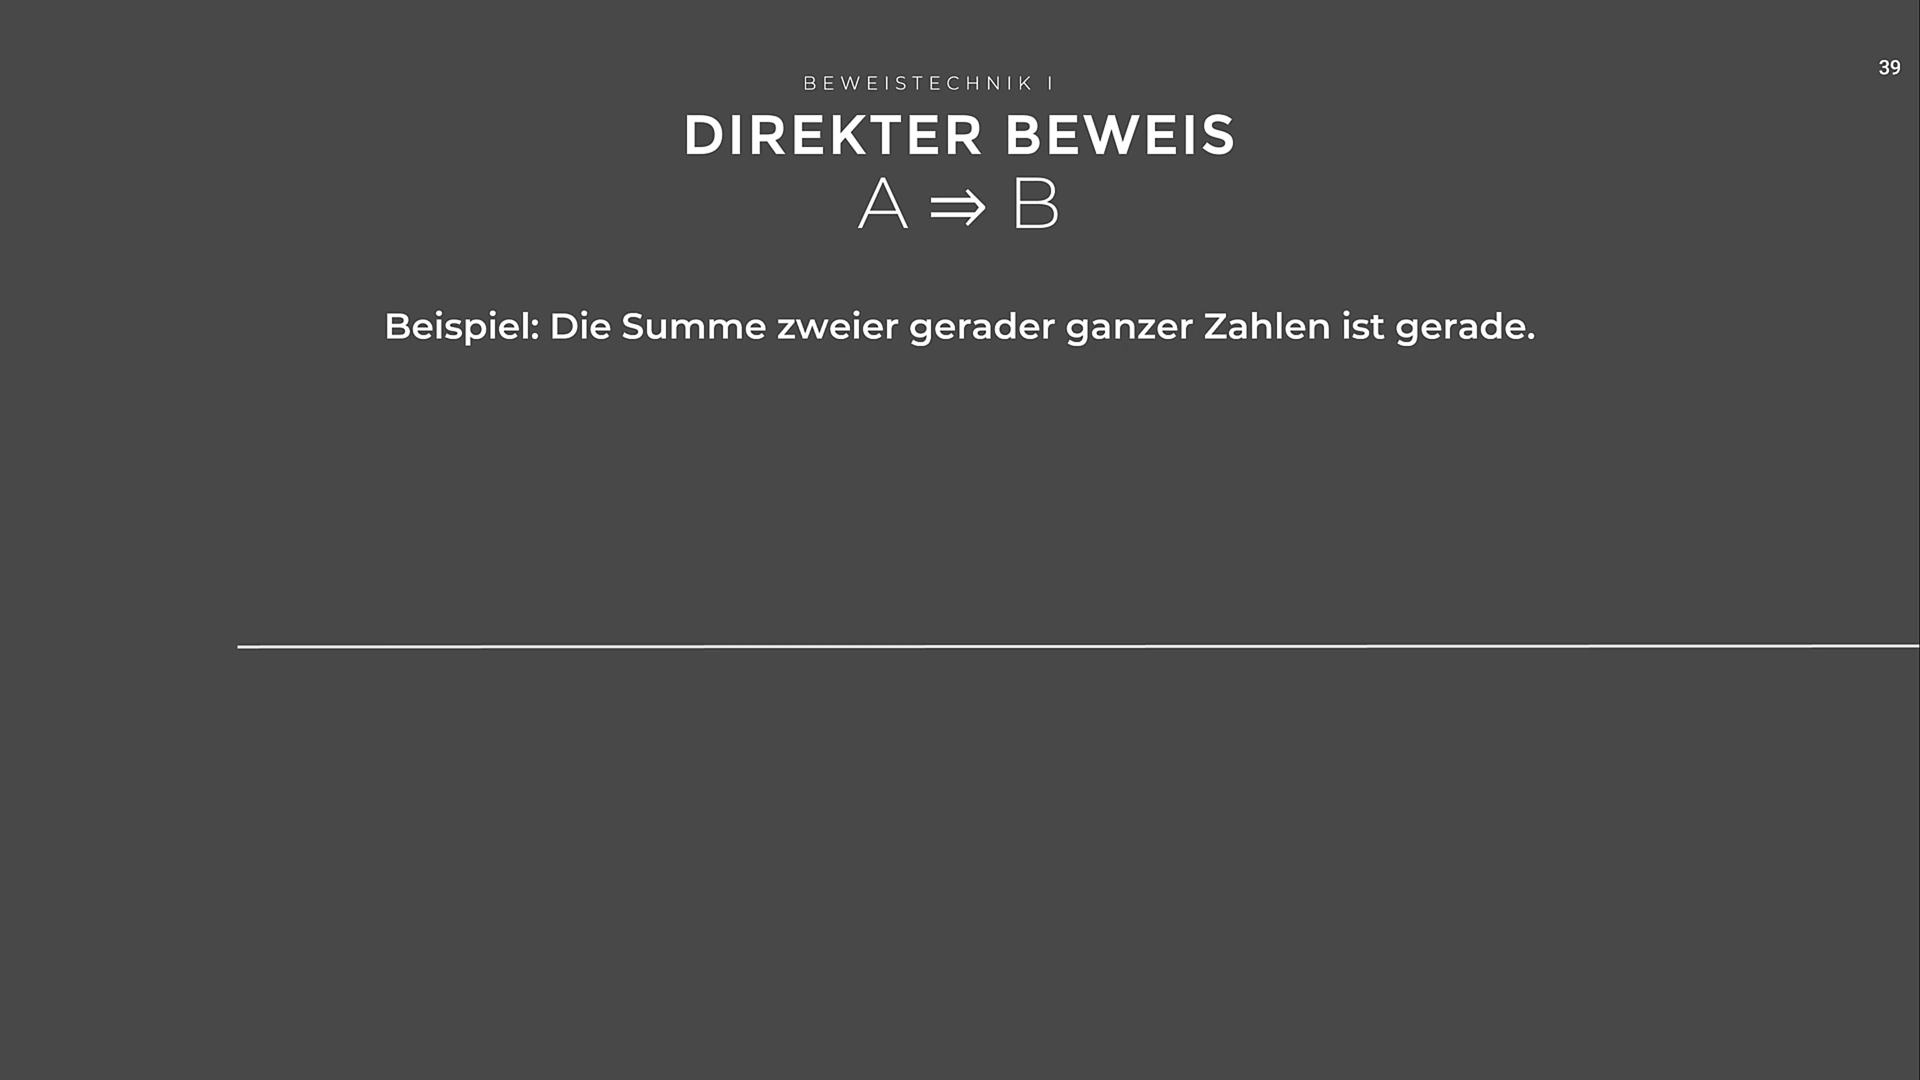 39
BEWEISTECHNIK I
DIREKTER BEWEIS
A ⇒ B
Beispiel: Die Summe zweier gerader ganzer Zahlen ist gerade.